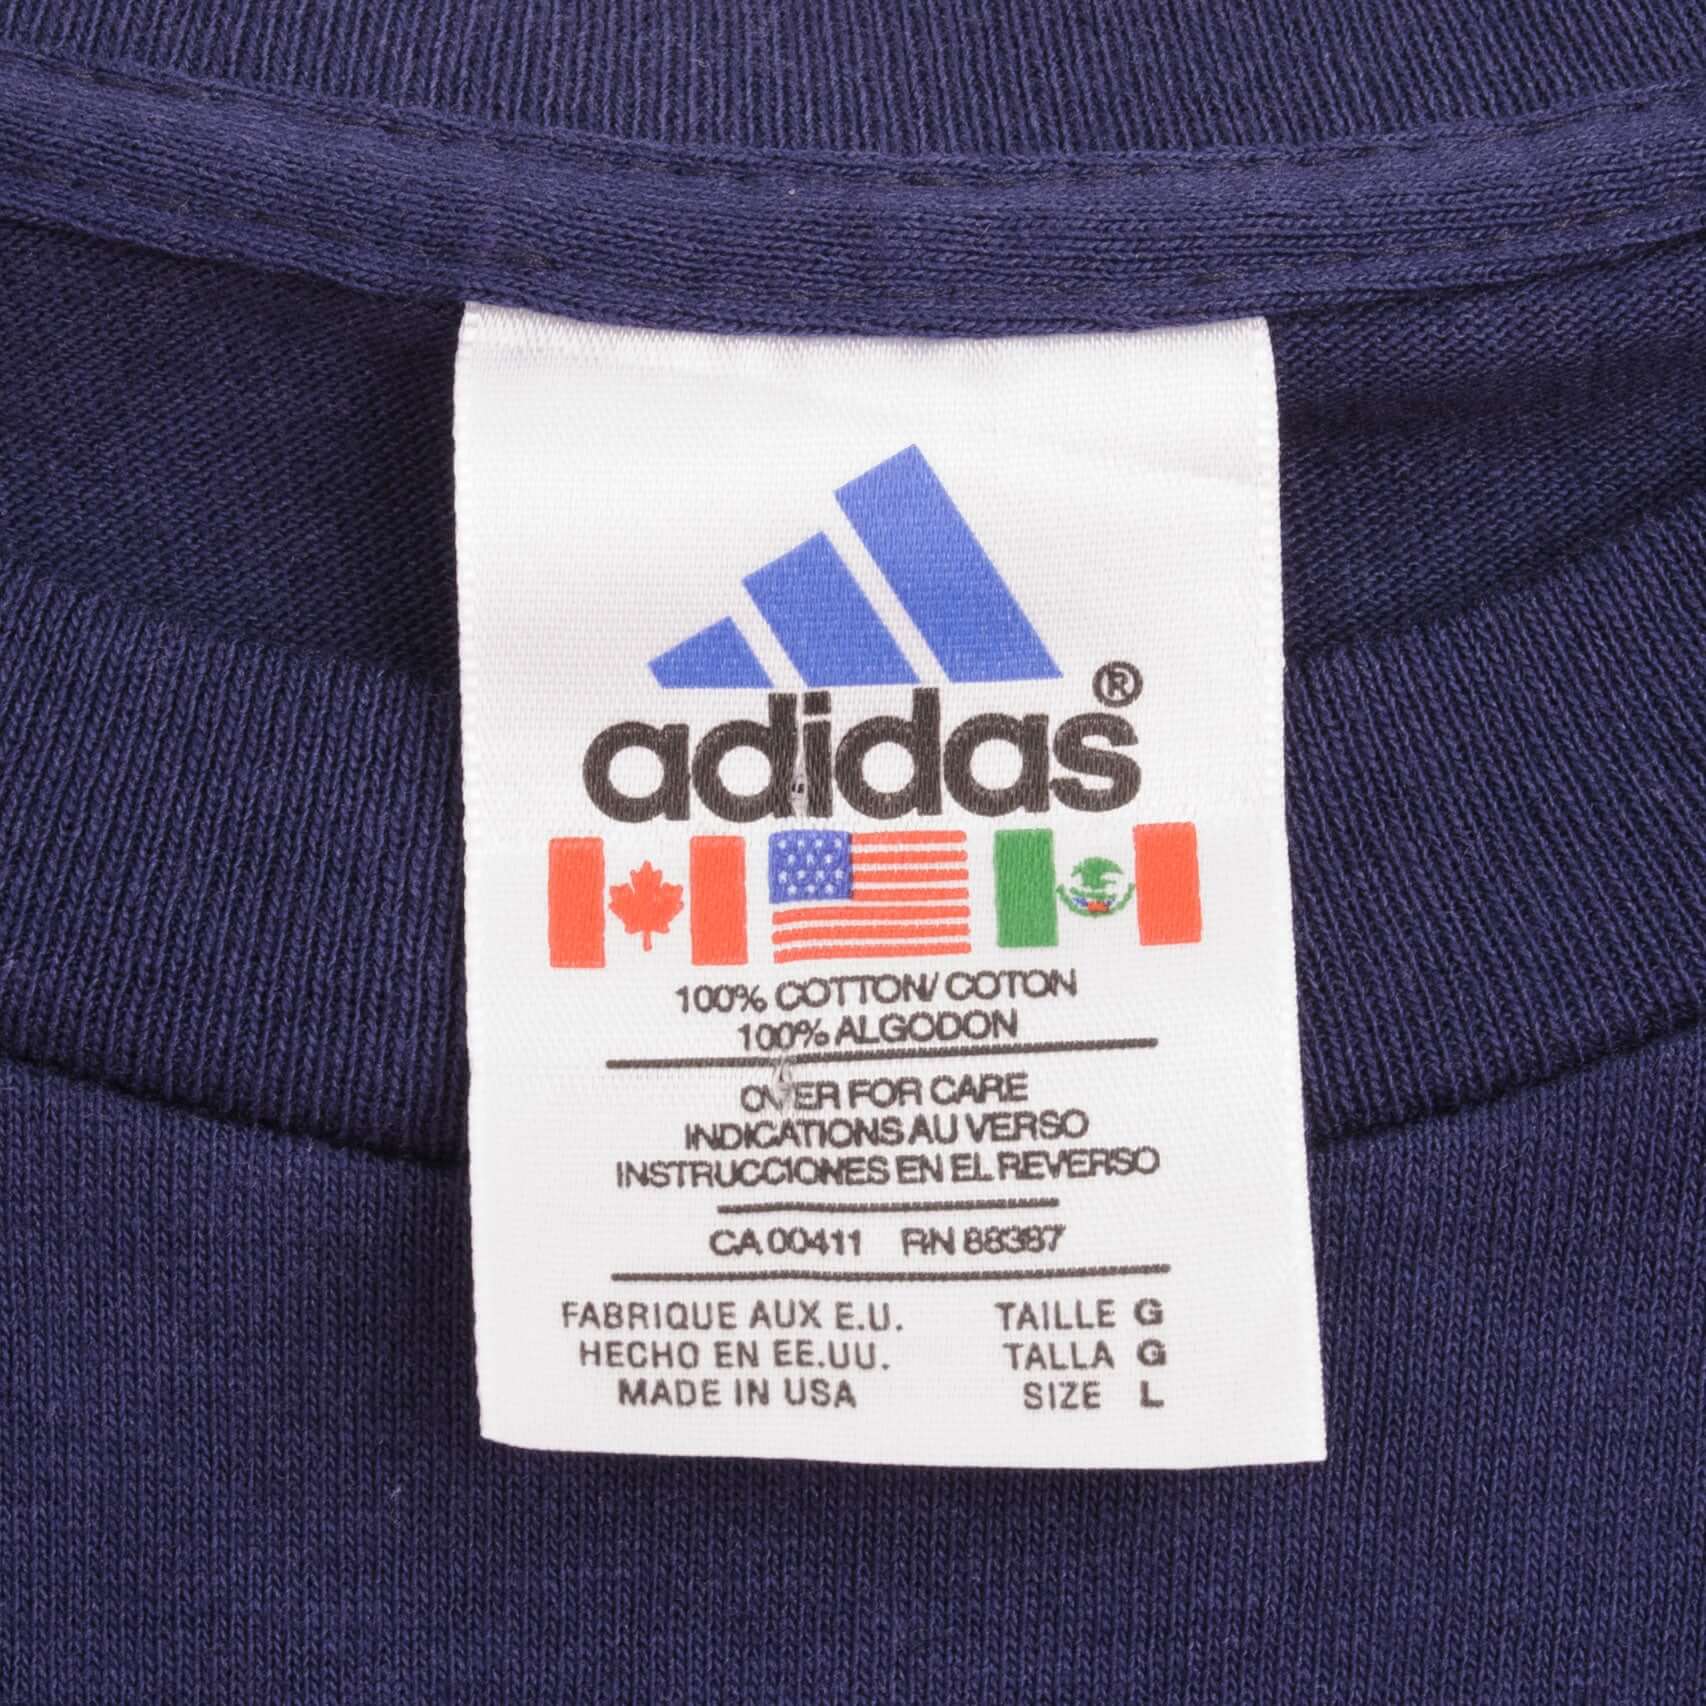 adidas®
100% COTTON/COTON
100% ALGODON
OVER FOR CARE
INDICATIONS AU VERSO
INSTRUCCIONES EN EL REVERSO
CA 00411 RN 88387
FABRIQUE AUX E.U. TAILLE G
HECHO EN EE.UU. TALLA G
MADE IN USA SIZE L